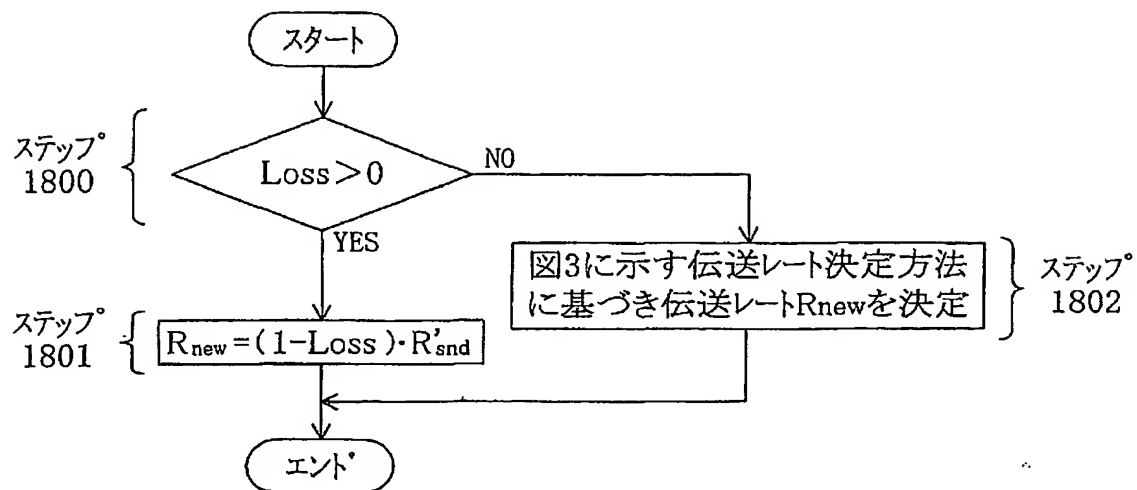 スタート
ステップ
1800
Loss>0
NO
YES
図3に示す伝送レート決定方法
に基づき伝送レートRnewを決定
ステップ
1802
ステップ
1801
Rnew=(1-Loss)·R'snd
エンド